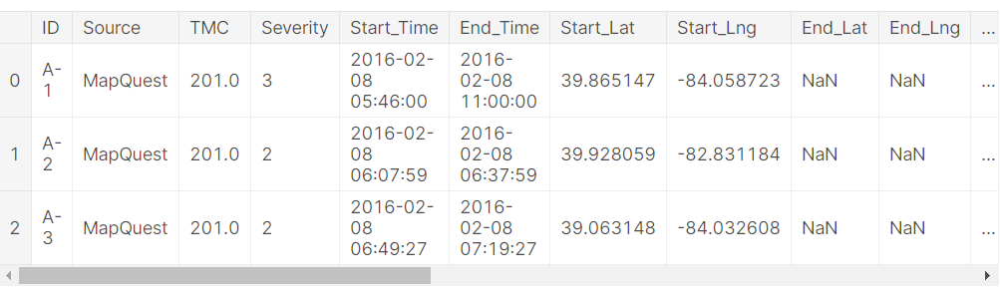 ID Source TMC Severity Start_Time End_Time Start_Lat Start_Lng End_Lat End_Lng ...
0 A-1 MapQuest 201.0 3 2016-02-08 05:46:00 2016-02-08 11:00:00 39.865147 -84.058723 NaN NaN ...
1 A-2 MapQuest 201.0 2 2016-02-08 06:07:59 2016-02-08 06:37:59 39.928059 -82.831184 NaN NaN ...
2 A-3 MapQuest 201.0 2 2016-02-08 06:49:27 2016-02-08 07:19:27 39.063148 -84.032608 NaN NaN ...